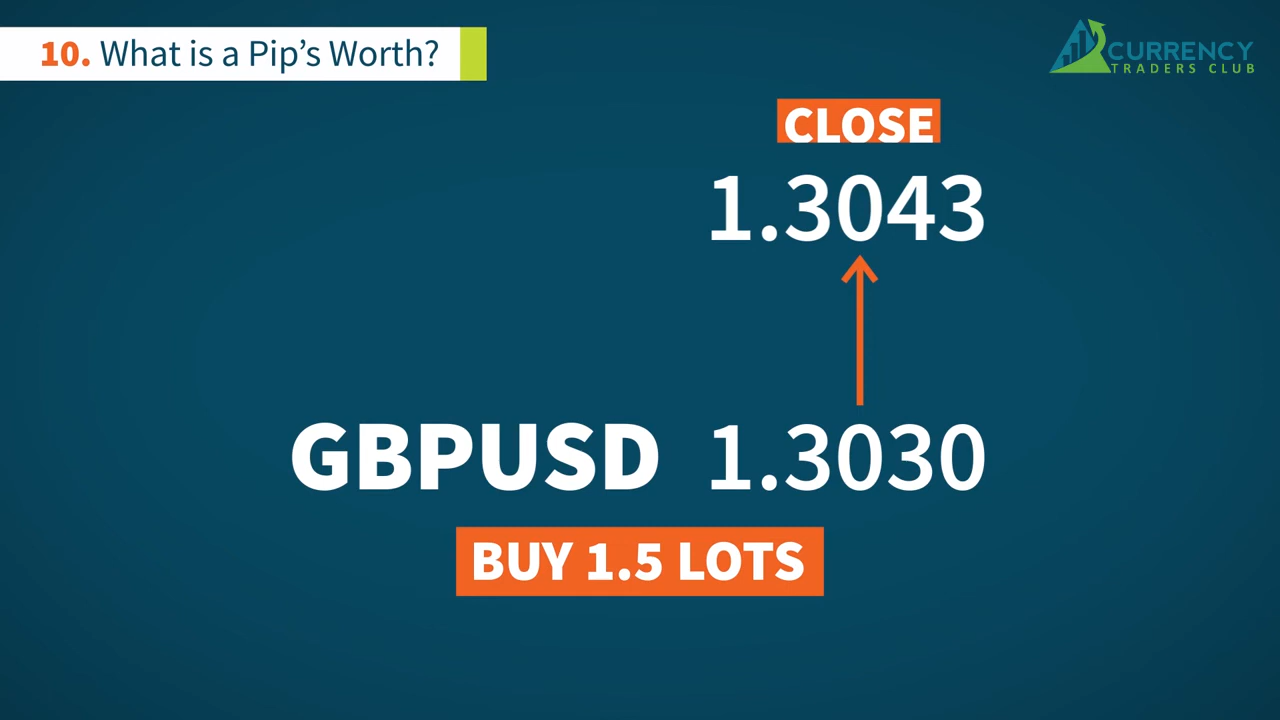 10. What is a Pip's Worth?
CURRENCY
TRADERS CLUB
CLOSE
1.3043
GBPUSD 1.3030
BUY 1.5 LOTS